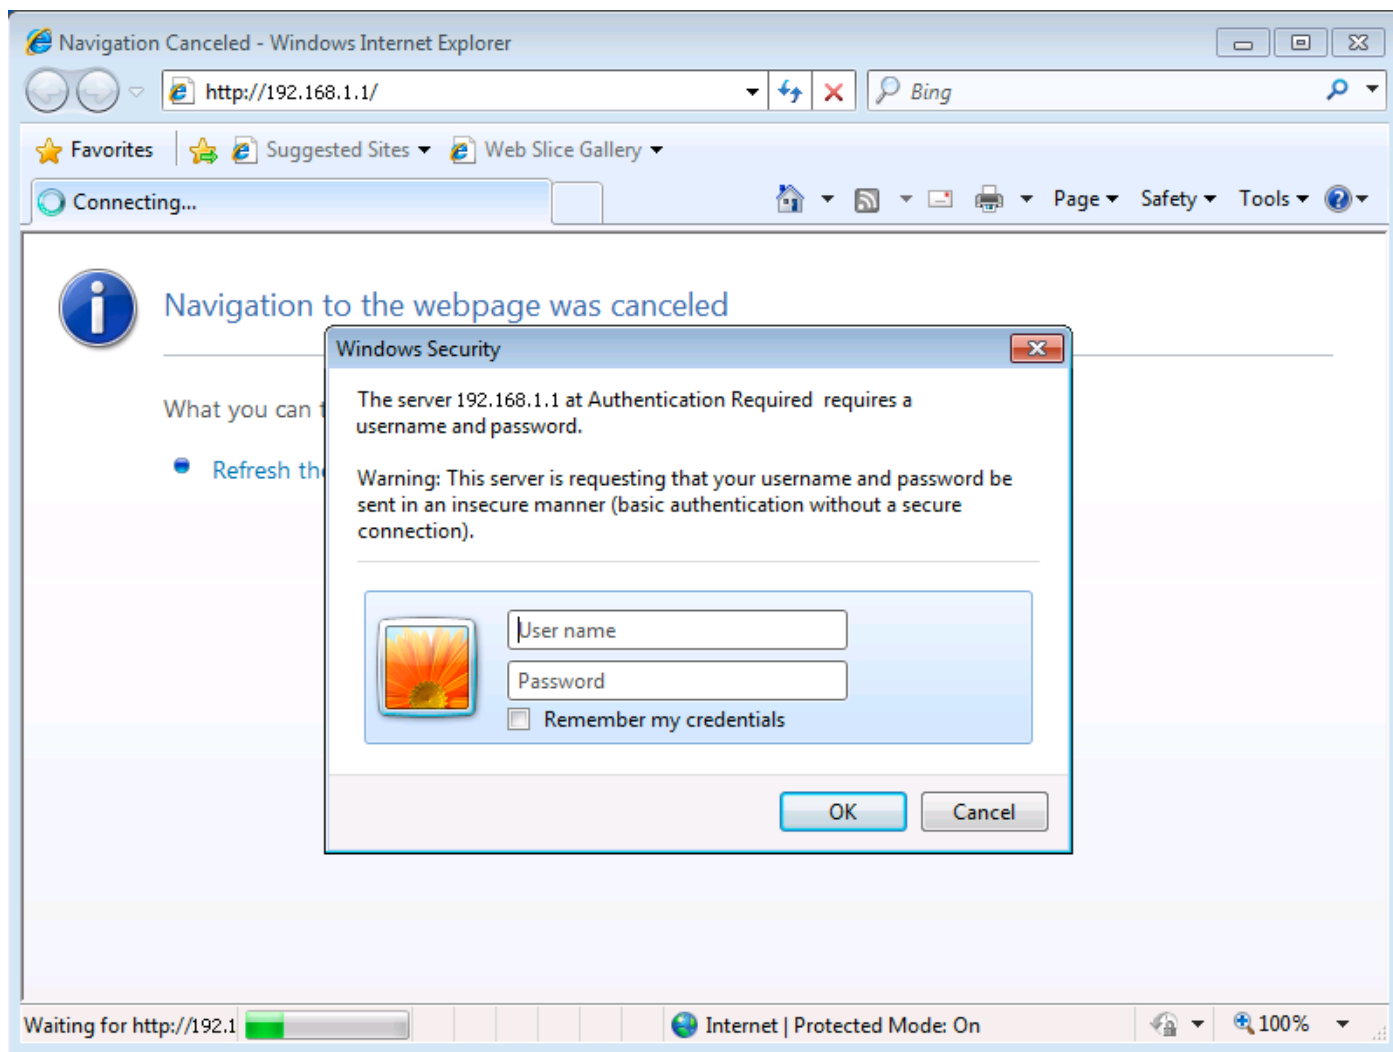 Navigation Canceled - Windows Internet Explorer
http://192.168.1.1/
Bing
Favorites
Suggested Sites
Web Slice Gallery
Connecting...
Page
Safety
Tools
Navigation to the webpage was canceled
What you can
Refresh the
Windows Security
The server 192.168.1.1 at Authentication Required requires a
username and password.
Warning: This server is requesting that your username and password be
sent in an insecure manner (basic authentication without a secure
connection).
User name
Password
Remember my credentials
OK
Cancel
Waiting for http://192.1
Internet | Protected Mode: On
100%